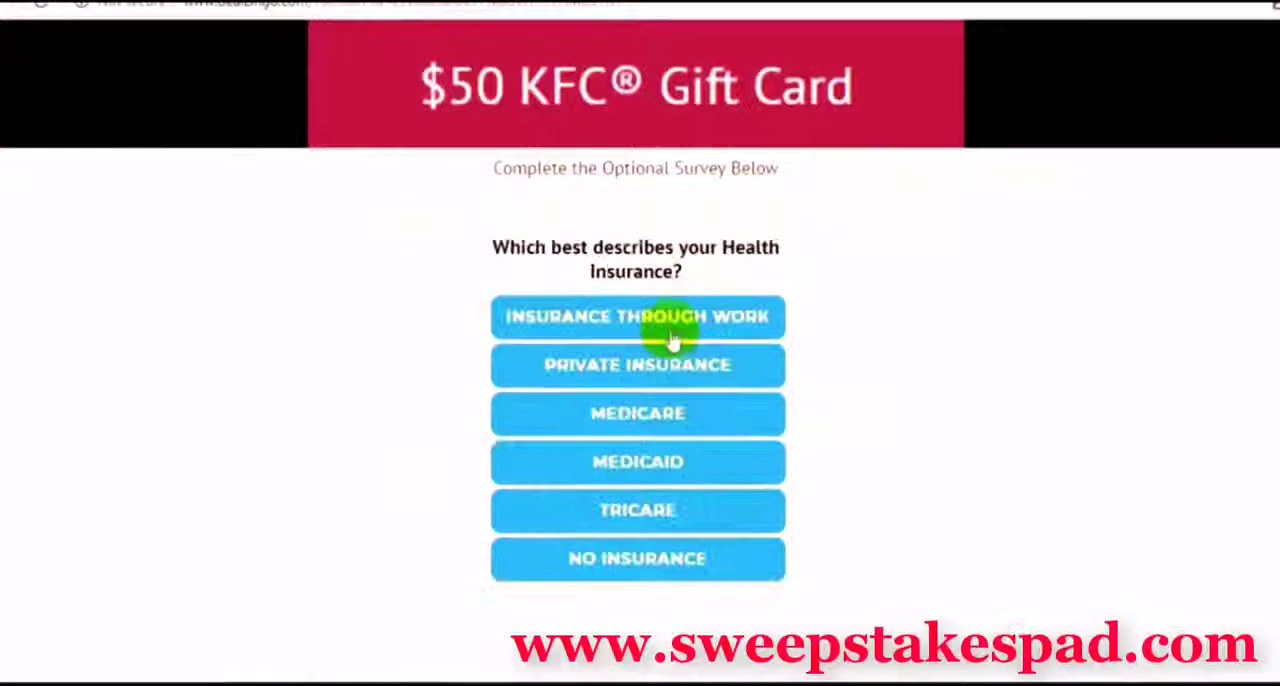 $50 KFC® Gift Card
Complete the Optional Survey Below
Which best describes your Health
Insurance?
INSURANCE THROUGH WORK
PRIVATE INSURANCE
MEDICARE
MEDICAID
TRICARE
NO INSURANCE
www.sweepstakespad.com